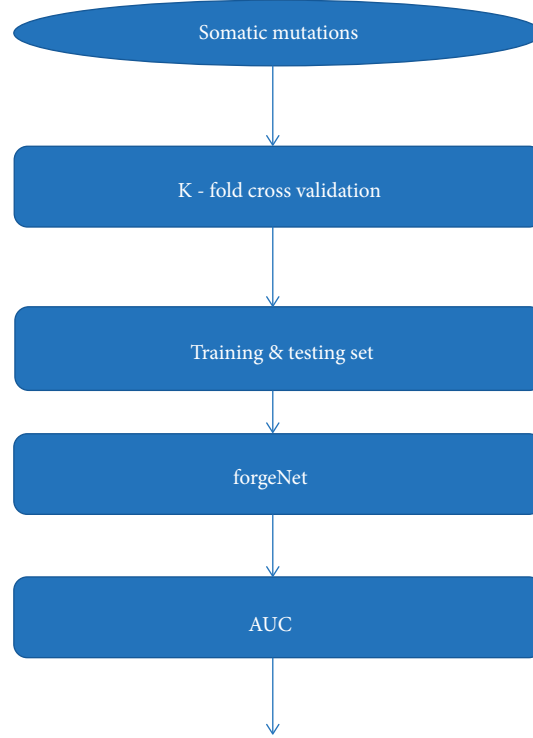 Somatic mutations
K - fold cross validation
Training & testing set
forgeNet
AUC